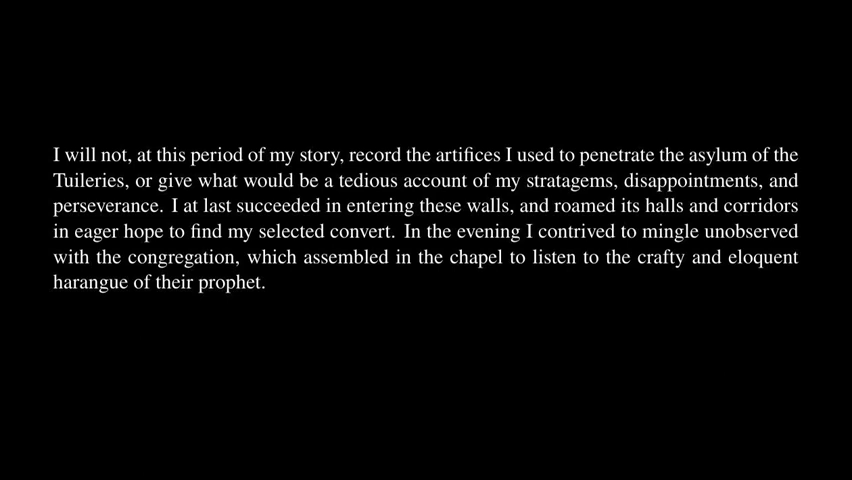 I will not, at this period of my story, record the artifices I used to penetrate the asylum of the
Tuileries, or give what would be a tedious account of my stratagems, disappointments, and
perseverance. I at last succeeded in entering these walls, and roamed its halls and corridors
in eager hope to find my selected convert. In the evening I contrived to mingle unobserved
with the congregation, which assembled in the chapel to listen to the crafty and eloquent
harangue of their prophet.